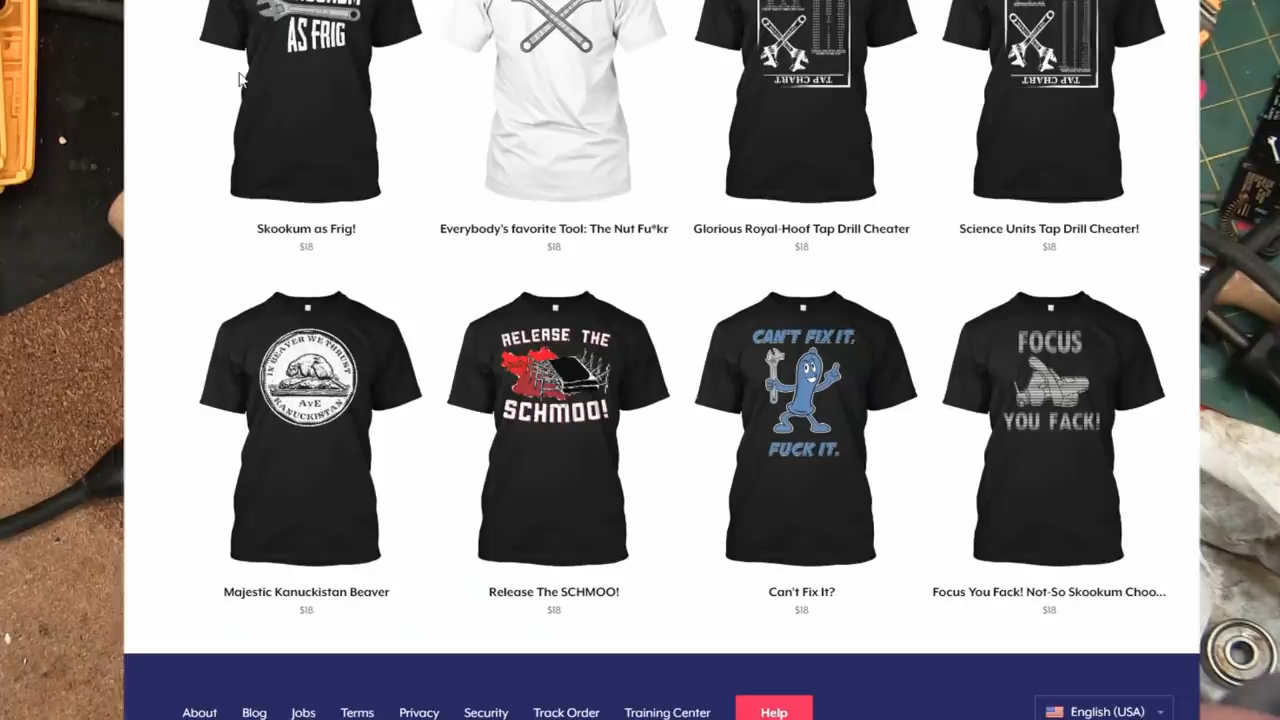 AS FRIG
TAP CHART
TAP CHART
Skookum as Frig!
Everybody's favorite Tool: The Nut Fu*kr
Glorious Royal-Hoof Tap Drill Cheater
Science Units Tap Drill Cheater!
$18
$18
$18
$18
IN BEAVER WE THRUST
AvE
KANUCKISTAN
RELEASE THE
SCHMOO!
CAN'T FIX IT.
FUCK IT.
FOCUS
YOU FACK!
Majestic Kanuckistan Beaver
Release The SCHMOO!
Can't Fix It?
Focus You Fack! Not-So Skookum Choo...
$18
$18
$18
$18
About Blog Jobs Terms Privacy Security Track Order Training Center Help English (USA)